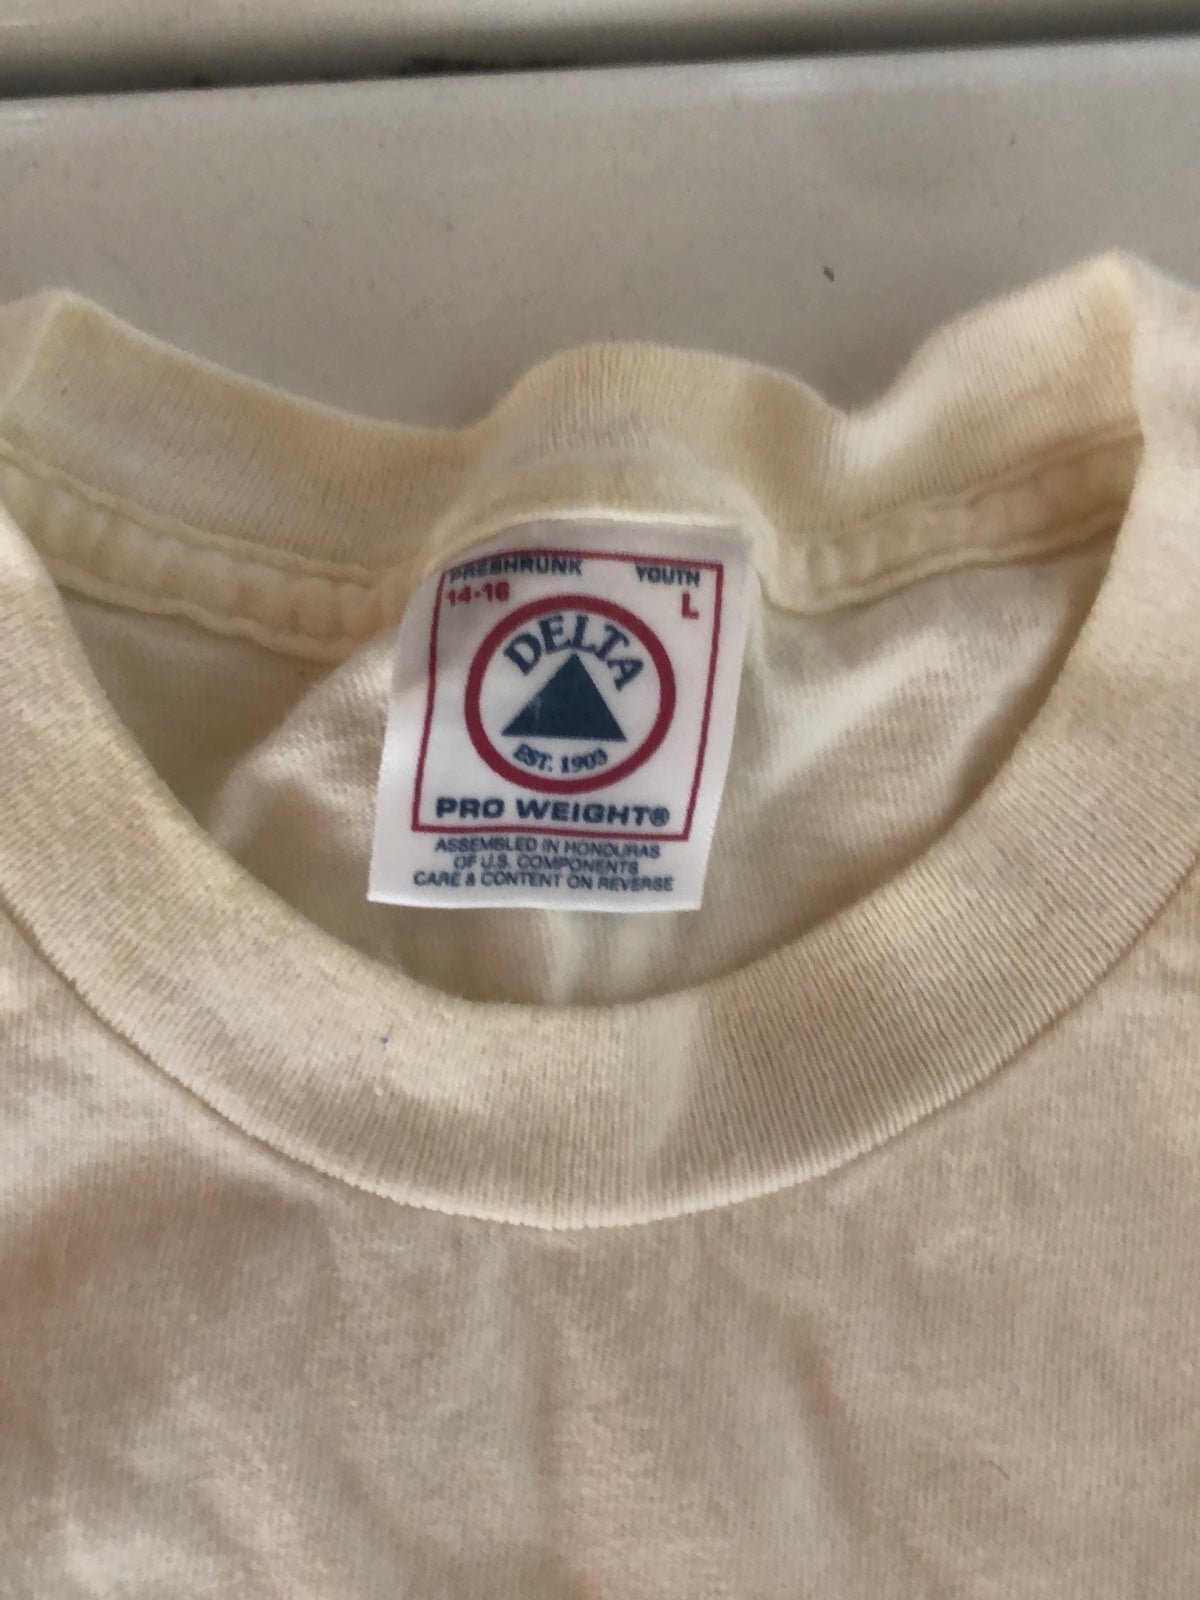 PRESHRUNK YOUTH
14-16 L
DELTA
EST. 1903
PRO WEIGHT®
ASSEMBLED IN HONDURAS
OF U.S. COMPONENTS
CARE & CONTENT ON REVERSE